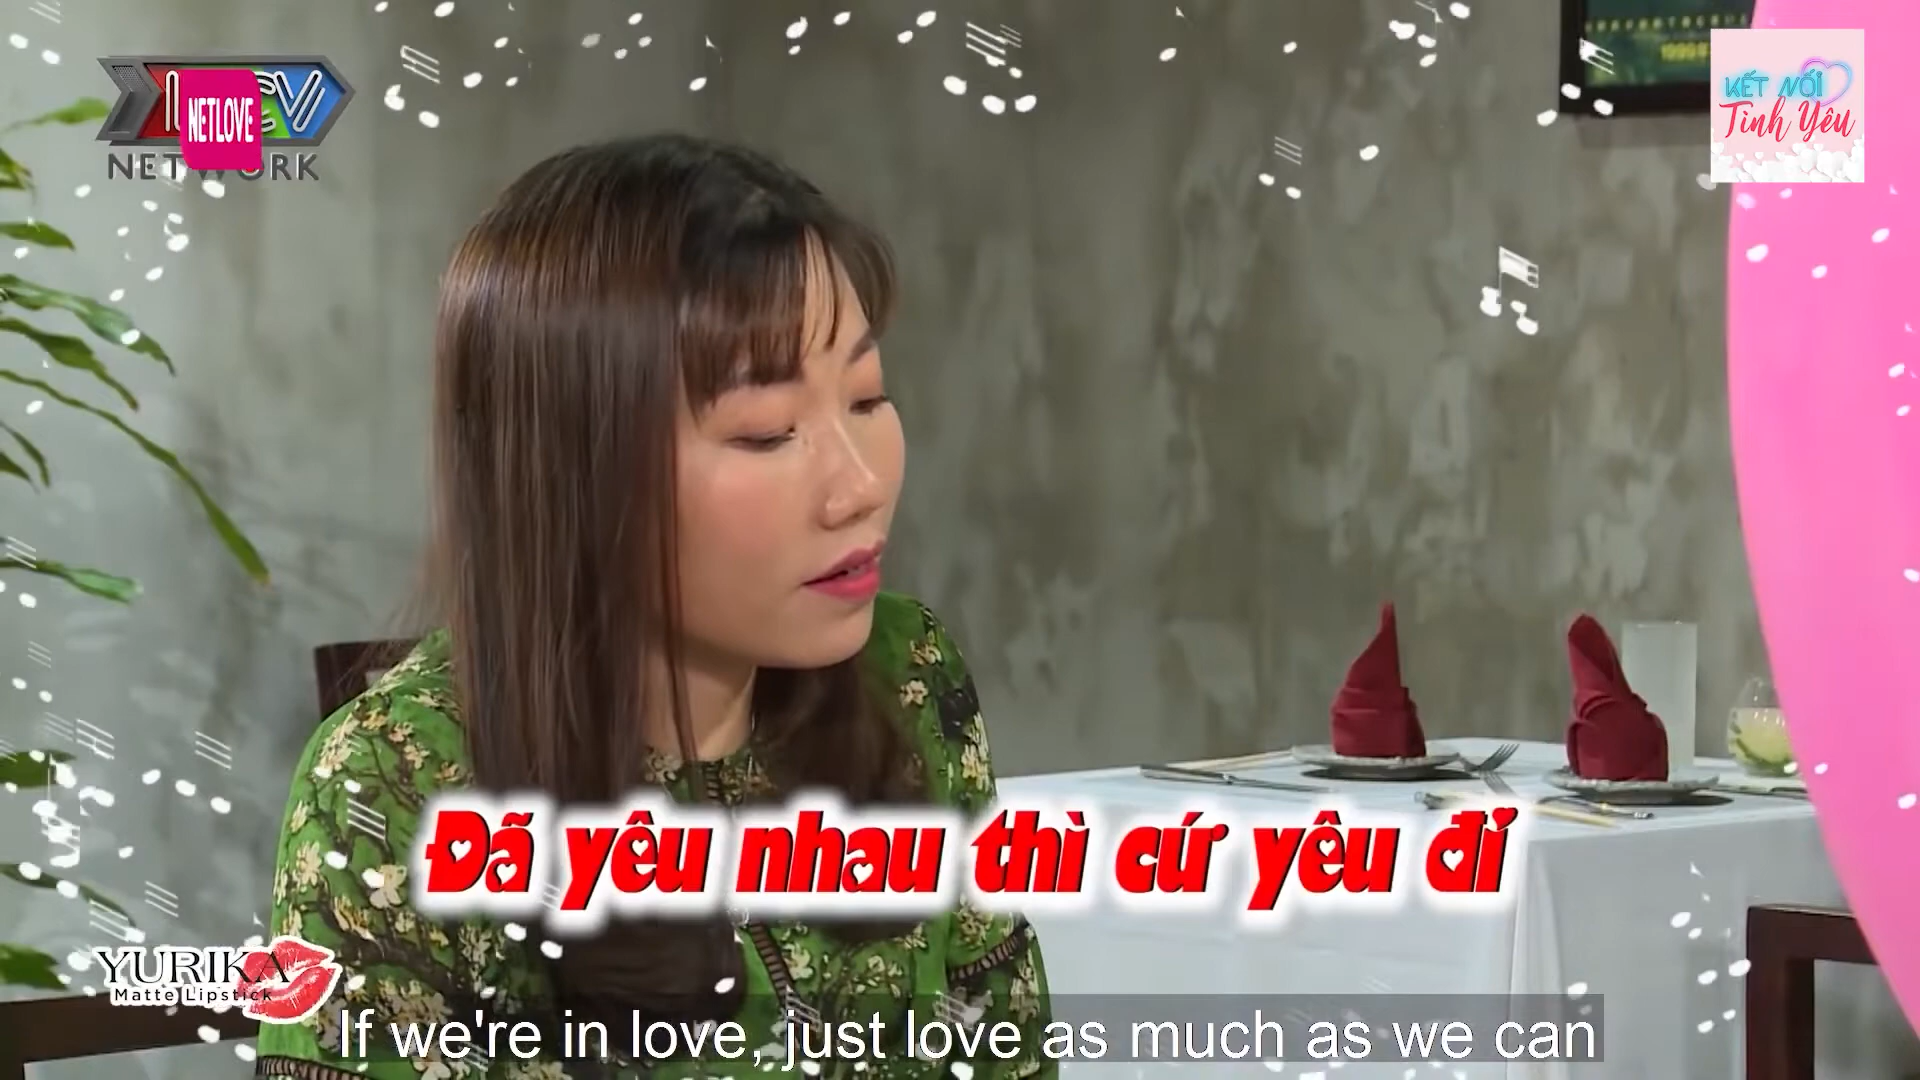 NETLOVE
NETWORK
KẾT NỐI
Tình Yêu
Đã yêu nhau thì cứ yêu đi
YURIKA
Matte Lipstick
If we're in love, just love as much as we can